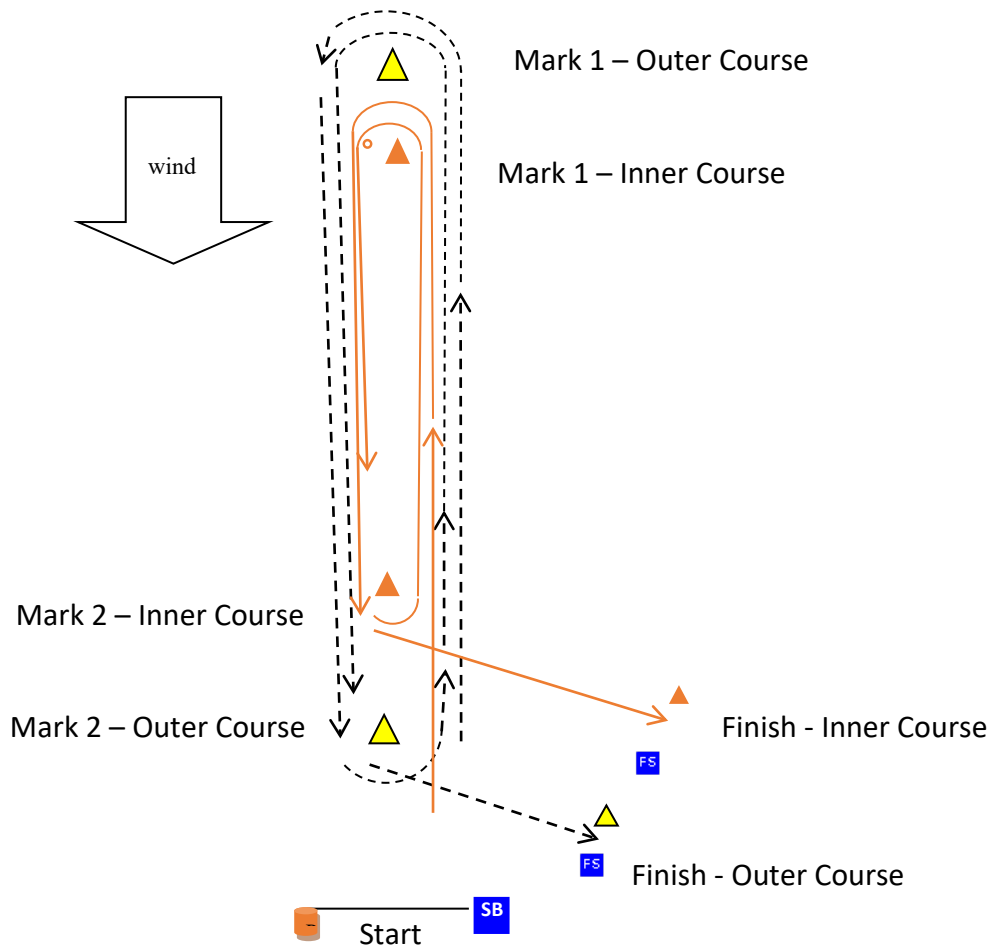 Mark 1 – Outer Course
wind
Mark 1 – Inner Course
Mark 2 – Inner Course
Mark 2 – Outer Course
Finish - Inner Course
FS
FS
Finish - Outer Course
SB
Start